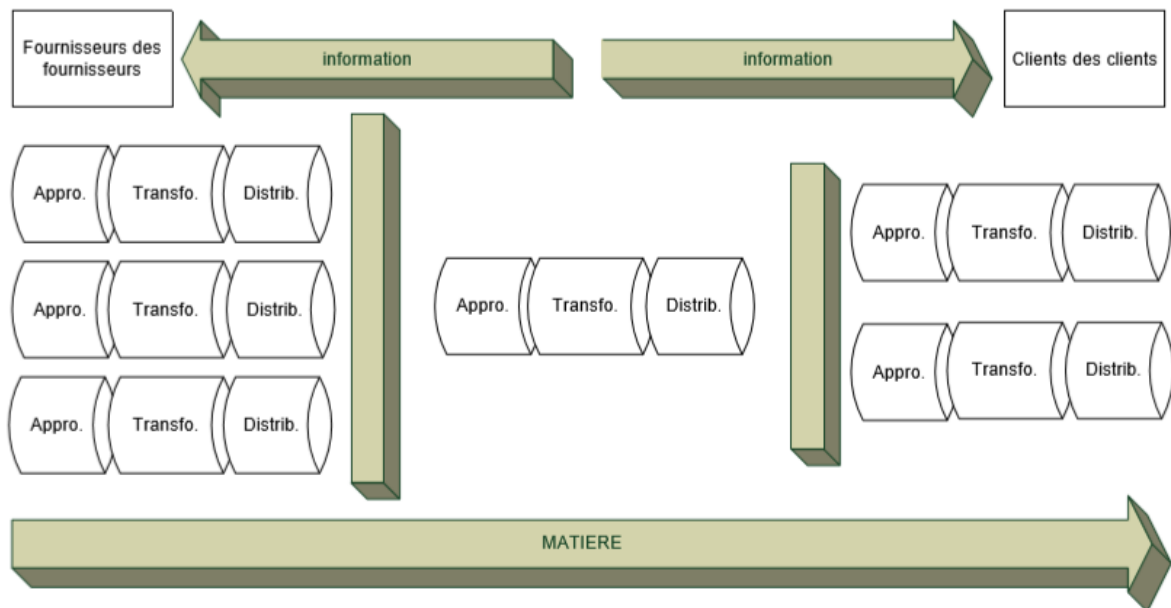 Fournisseurs des
fournisseurs
information
information
Clients des clients
Appro. Transfo. Distrib.
Appro. Transfo. Distrib.
Appro. Transfo. Distrib.
Appro. Transfo. Distrib.
Appro. Transfo. Distrib.
Appro. Transfo. Distrib.
MATIERE